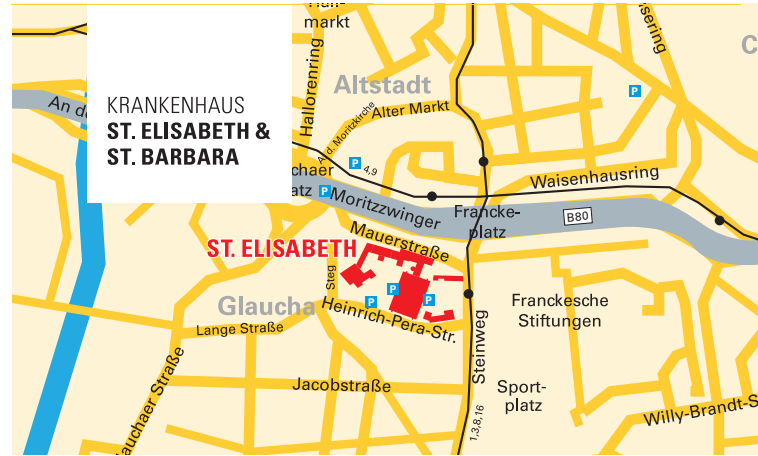 markt
Hallorenring
Altstadt
KRANKENHAUS
ST. ELISABETH &
ST. BARBARA
An d. Moritzkirche
Alter Markt
P
P
4,9
P
Moritzzwinger
Waisenhausring
Francke-
platz
B80
Mauerstraße
ST. ELISABETH
Steg
P
P
P
Glaucha
Heinrich-Pera-Str.
Lange Straße
Franckesche
Stiftungen
Steinweg
Jacobstraße
Sport-
platz
Willy-Brandt-S
auchaer Straße
1,3,8,16